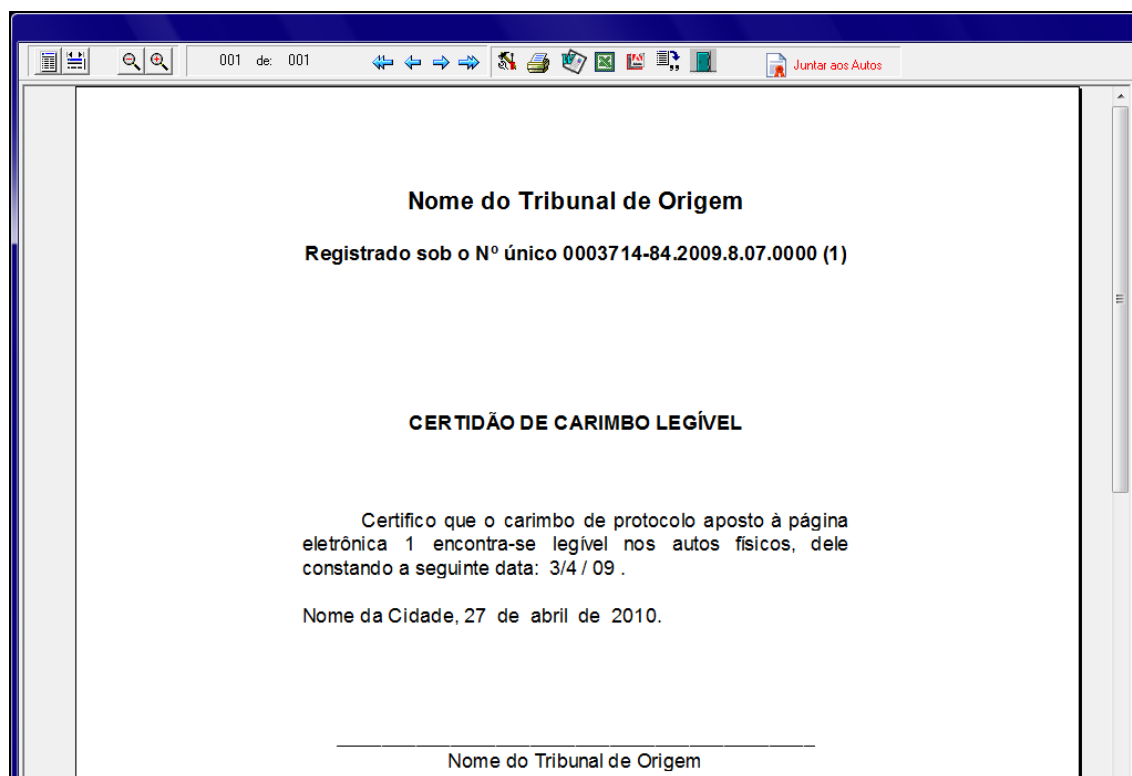 001 de: 001 Juntar aos Autos
Nome do Tribunal de Origem
Registrado sob o Nº único 0003714-84.2009.8.07.0000 (1)
CERTIDÃO DE CARIMBO LEGÍVEL
Certifico que o carimbo de protocolo aposto à página
eletrônica 1 encontra-se legível nos autos físicos, dele
constando a seguinte data: 3/4 / 09 .
Nome da Cidade, 27 de abril de 2010.
Nome do Tribunal de Origem